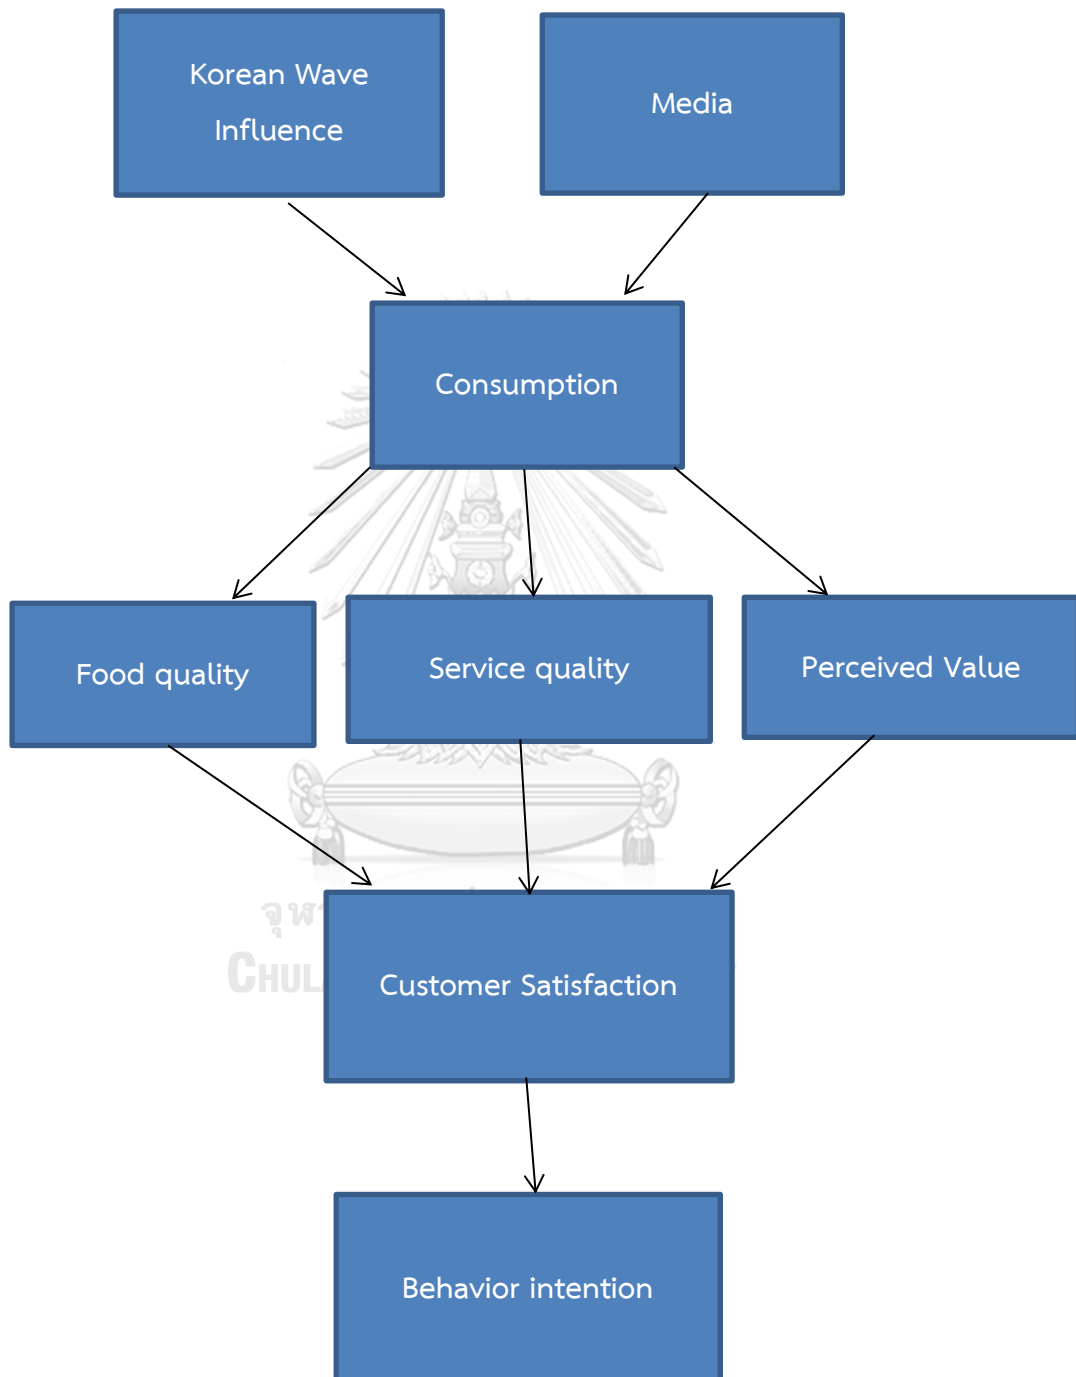 Korean Wave
Influence
Media
Consumption
Food quality
Service quality
Perceived Value
Customer Satisfaction
Behavior intention